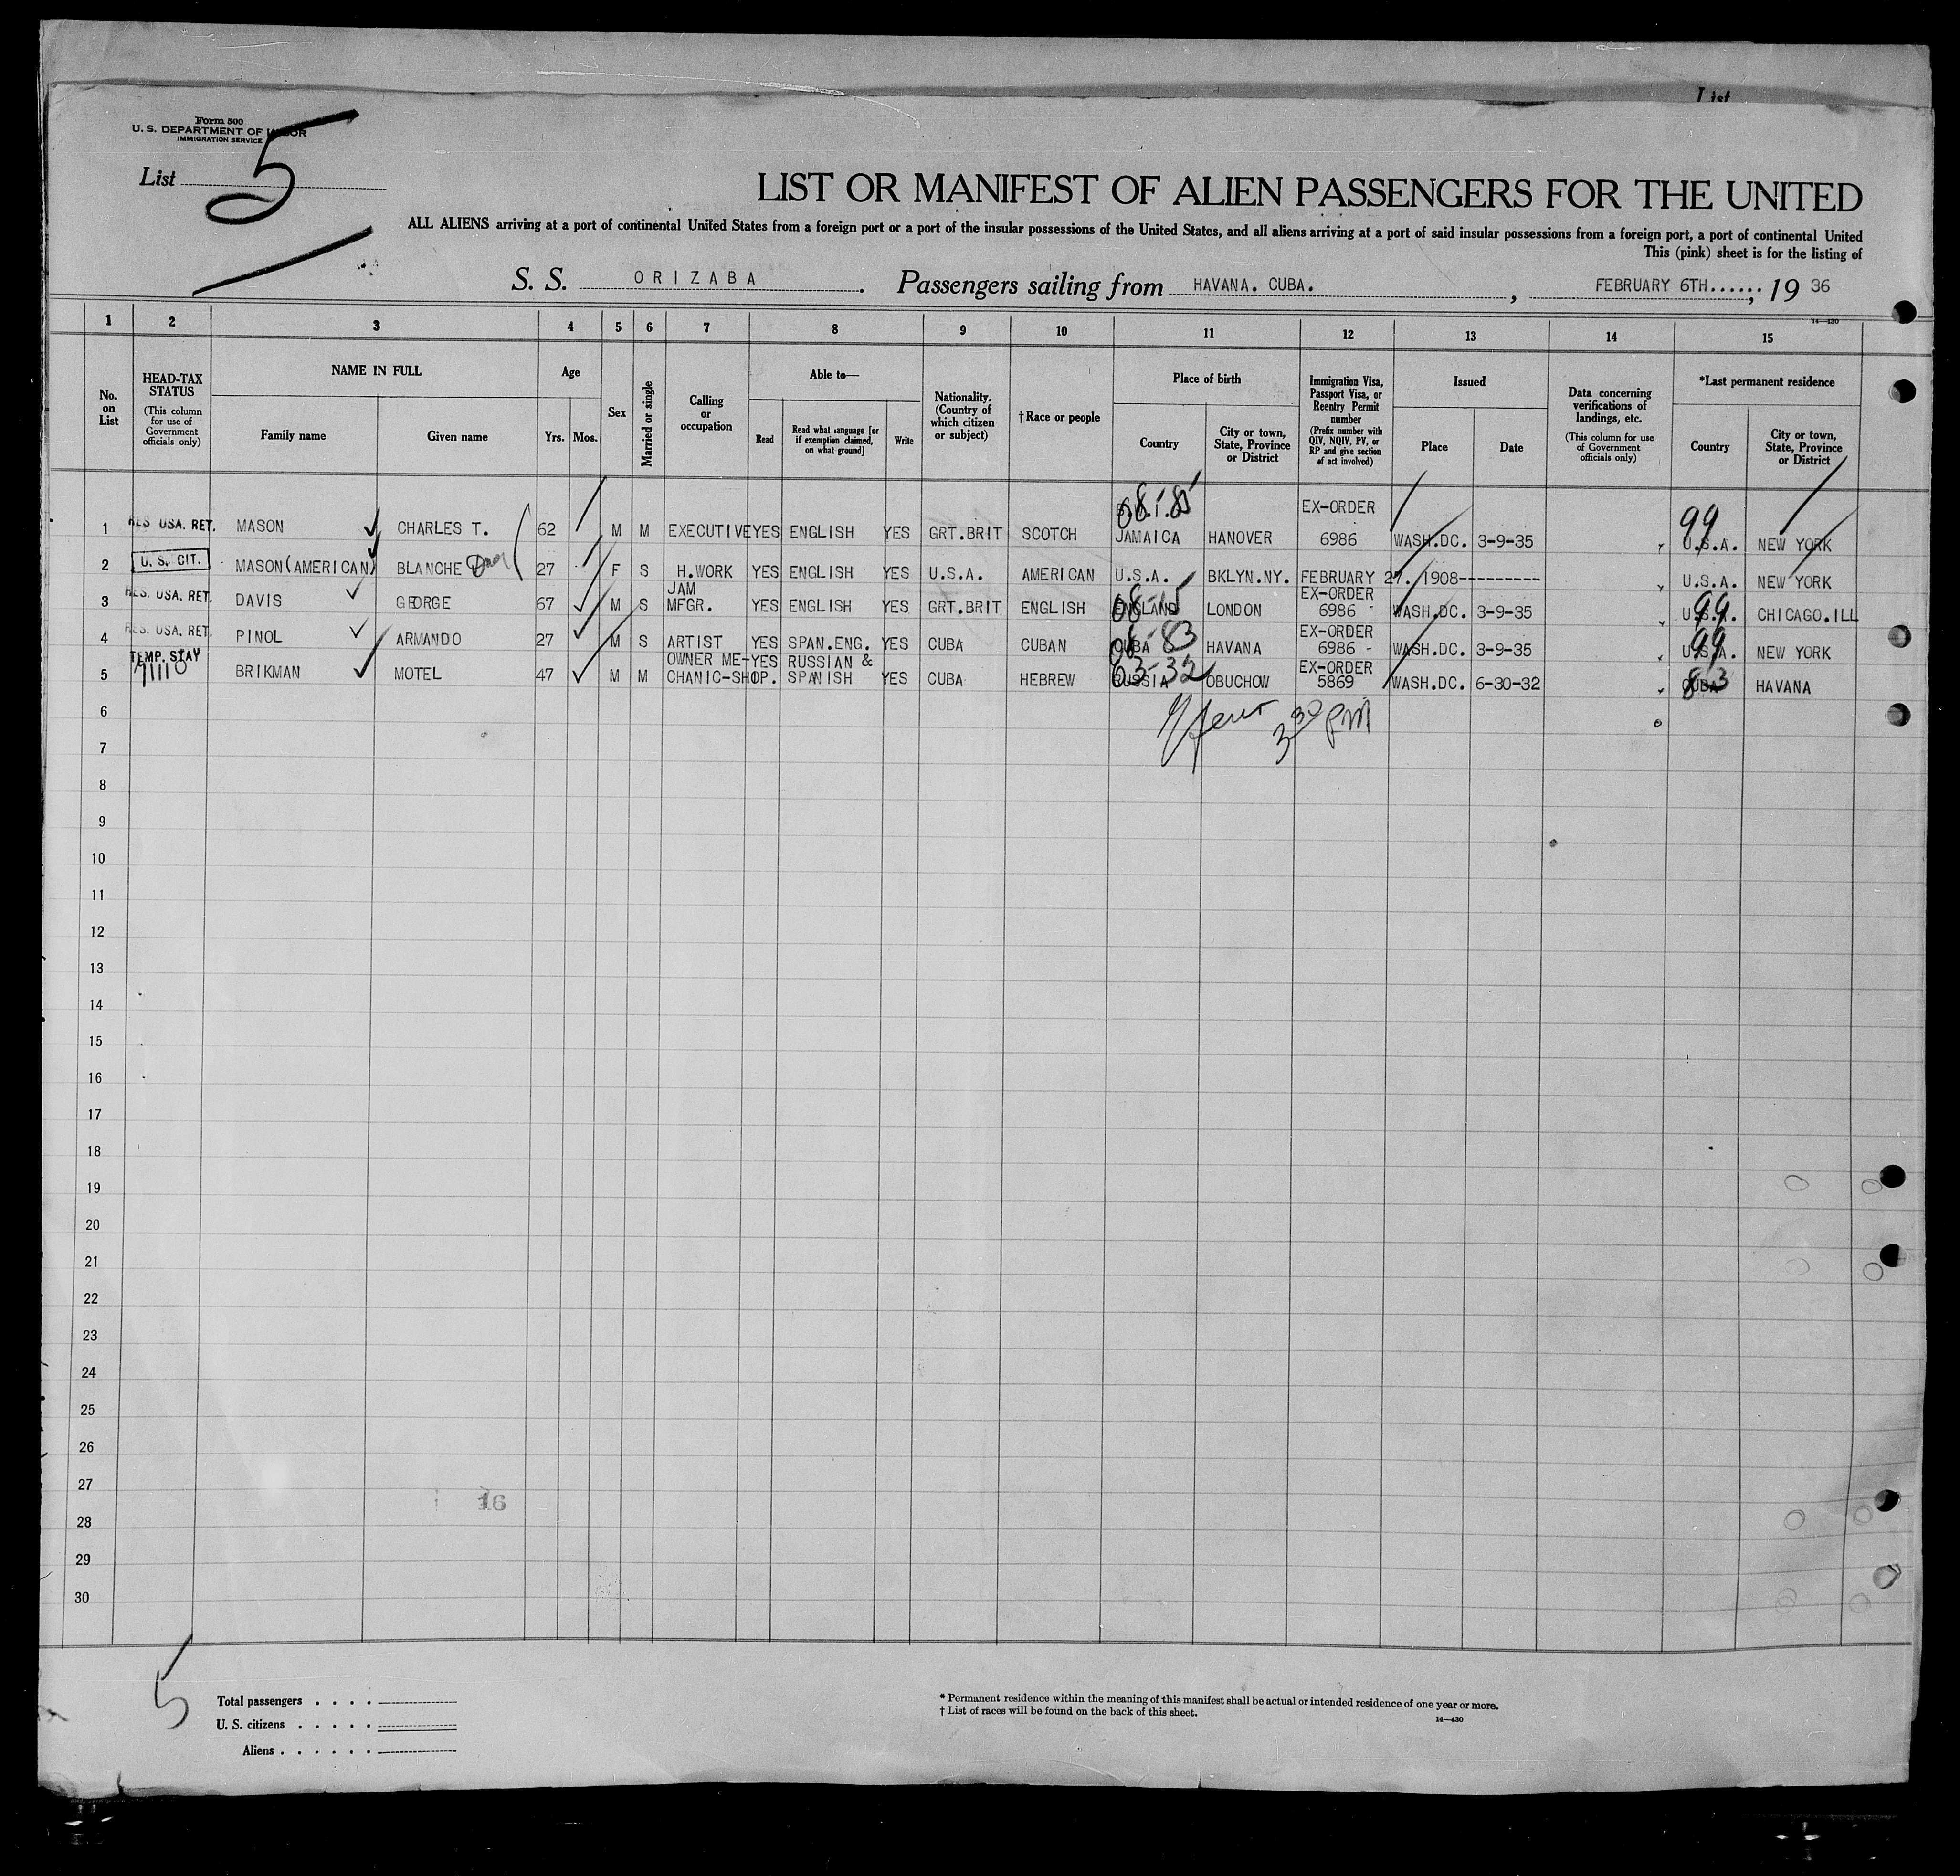 List
Form 500
U. S. DEPARTMENT OF LABOR
IMMIGRATION SERVICE
List 5
LIST OR MANIFEST OF ALIEN PASSENGERS FOR THE UNITED
ALL ALIENS arriving at a port of continental United States from a foreign port or a port of the insular possessions of the United States, and all aliens arriving at a port of said insular possessions from a foreign port, a port of continental United
This (pink) sheet is for the listing of
S. S. ORIZABA. Passengers sailing from HAVANA. CUBA., FEBRUARY 6TH......, 19 36
14—430
1 2 3 4 5 6 7 8 9 10 11 12 13 14 15
No. on List
HEAD-TAX STATUS
(This column for use of Government officials only)
NAME IN FULL
Family name
Given name
Age
Yrs. Mos.
Sex
Married or single
Calling or occupation
Able to—
Read
Read what language [or if exemption claimed, on what ground]
Write
Nationality. (Country of which citizen or subject)
† Race or people
Place of birth
Country
City or town, State, Province or District
Immigration Visa, Passport Visa, or Reentry Permit number
(Prefix number with QIV, NQIV, PV, or RP and give section of act involved)
Issued
Place
Date
Data concerning verifications of landings, etc.
(This column for use of Government officials only)
*Last permanent residence
Country
City or town, State, Province or District
1 RES USA. RET. MASON CHARLES T. 62 M M EXECUTIVE YES ENGLISH YES GRT.BRIT SCOTCH JAMAICA HANOVER EX-ORDER 6986 WASH.DC. 3-9-35 99 U.S.A. NEW YORK
2 U. S. CIT. MASON(AMERICAN) BLANCHE 27 F S H.WORK YES ENGLISH YES U.S.A. AMERICAN U.S.A. BKLYN.NY. FEBRUARY 27. 1908--------- U.S.A. NEW YORK
3 RES. USA. RET. DAVIS GEORGE 67 M S JAM MFGR. YES ENGLISH YES GRT.BRIT ENGLISH ENGLAND 08-15 LONDON EX-ORDER 6986 WASH.DC. 3-9-35 U.S.A. 99 CHICAGO.ILL
4 RES. USA. RET. PINOL ARMANDO 27 M S ARTIST YES SPAN.ENG. YES CUBA CUBAN CUBA 08-83 HAVANA EX-ORDER 6986 - WASH.DC. 3-9-35 U.S.A. 99 NEW YORK
5 TEMP. STAY BRIKMAN MOTEL 47 M M OWNER ME-CHANIC-SHOP. YES RUSSIAN & SPANISH YES CUBA HEBREW RUSSIA 03-32 OBUCHOW EX-ORDER 5869 WASH.DC. 6-30-32 CUBA 83 HAVANA
3 30 PM
6
7
8
9
10
11
12
13
14
15
16
17
18
19
20
21
22
23
24
25
26
27
16
28
29
30
5
Total passengers . . . .
U. S. citizens . . . . .
Aliens . . . . . .
* Permanent residence within the meaning of this manifest shall be actual or intended residence of one year or more.
† List of races will be found on the back of this sheet.
14—430